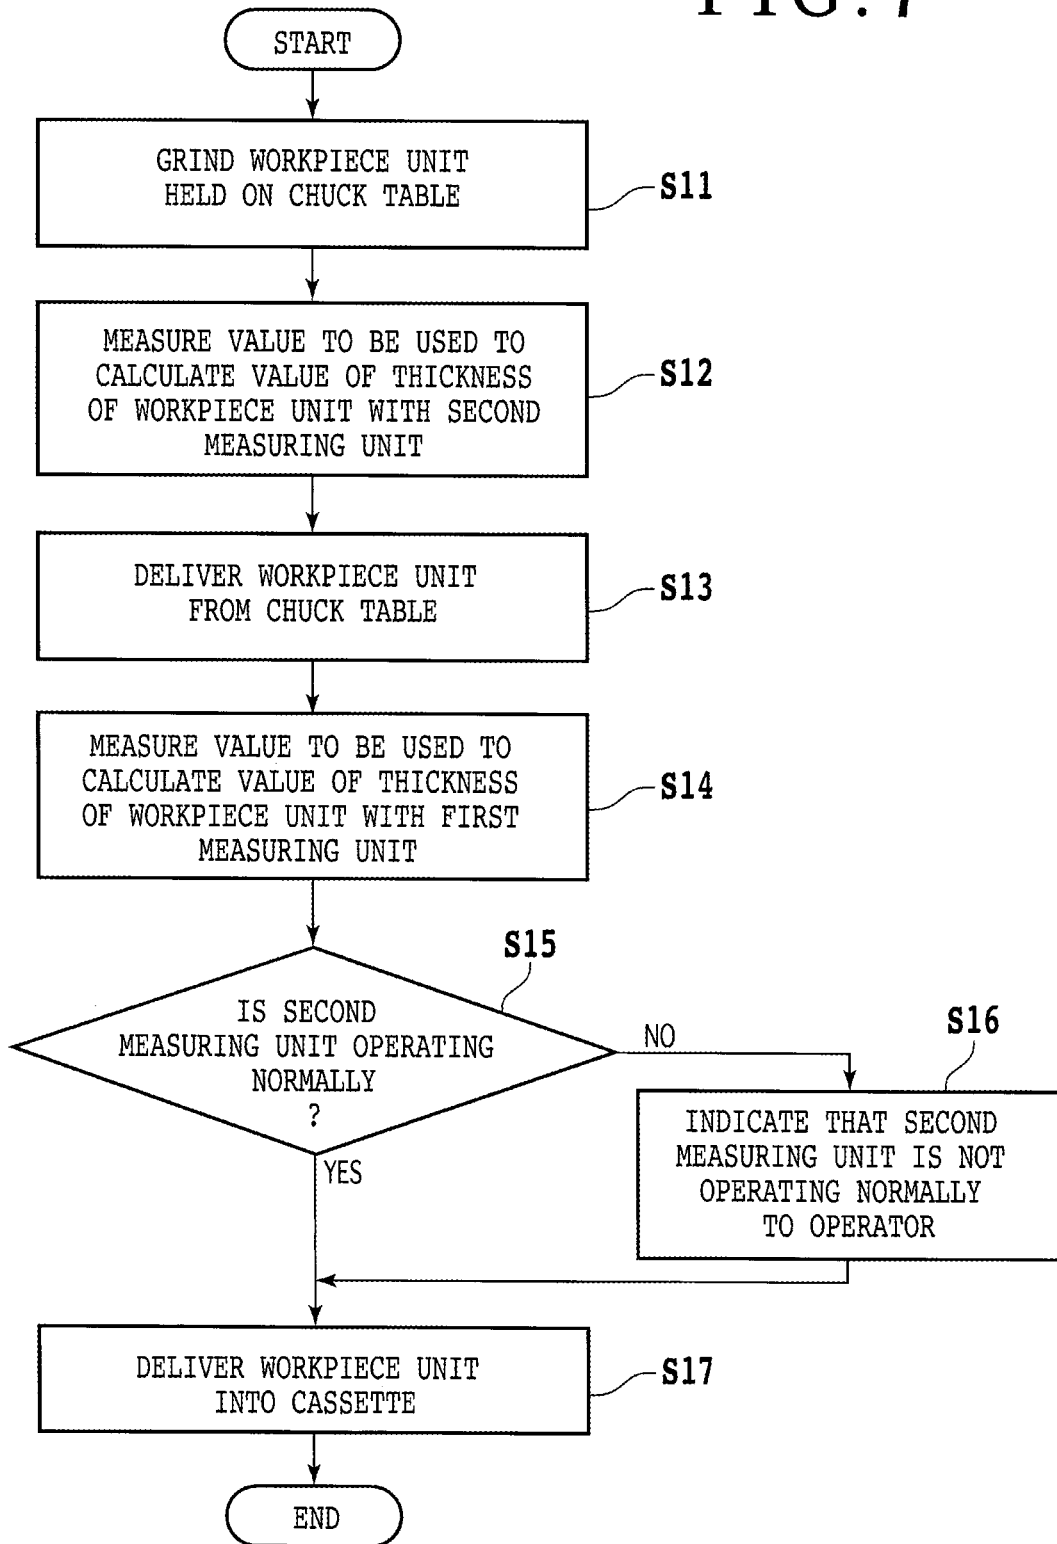 FIG. 7
START
GRIND WORKPIECE UNIT
HELD ON CHUCK TABLE
S11
MEASURE VALUE TO BE USED TO
CALCULATE VALUE OF THICKNESS
OF WORKPIECE UNIT WITH SECOND
MEASURING UNIT
S12
DELIVER WORKPIECE UNIT
FROM CHUCK TABLE
S13
MEASURE VALUE TO BE USED TO
CALCULATE VALUE OF THICKNESS
OF WORKPIECE UNIT WITH FIRST
MEASURING UNIT
S14
S15
IS SECOND
MEASURING UNIT OPERATING
NORMALLY
?
NO
YES
S16
INDICATE THAT SECOND
MEASURING UNIT IS NOT
OPERATING NORMALLY
TO OPERATOR
DELIVER WORKPIECE UNIT
INTO CASSETTE
S17
END